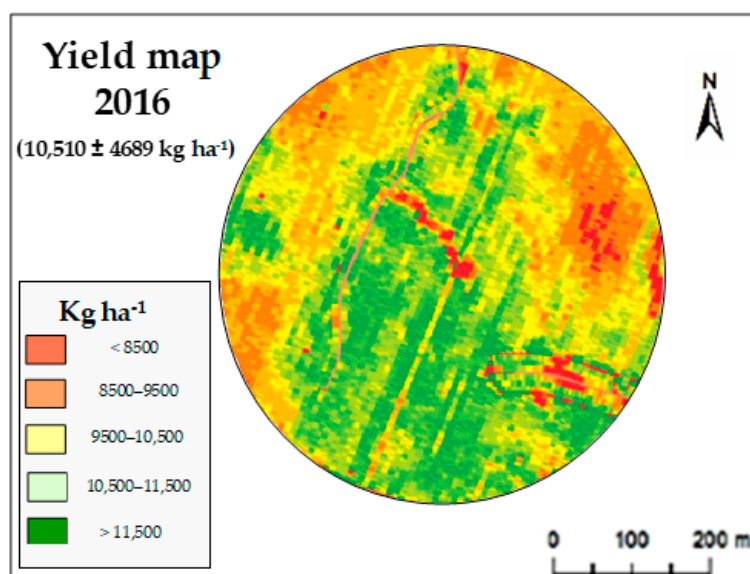 Yield map
2016
(10,510 ± 4689 kg ha⁻¹)
N
Kg ha⁻¹
< 8500
8500–9500
9500–10,500
10,500–11,500
> 11,500
0 100 200 m